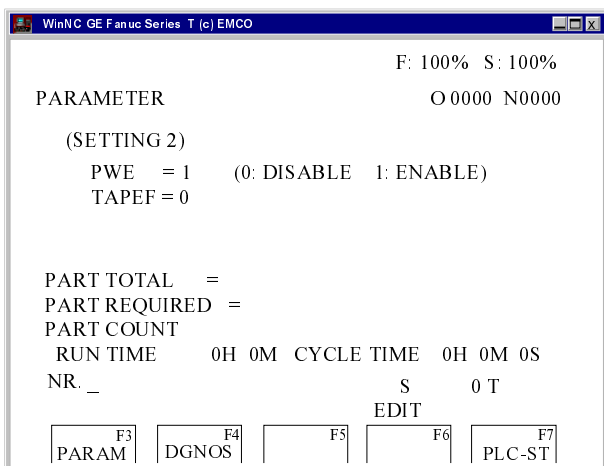 WinNC GE Fanuc Series T (c) EMCO
F: 100% S: 100%
PARAMETER O 0000 N0000
(SETTING 2)
PWE = 1 (0: DISABLE 1: ENABLE)
TAPEF = 0
PART TOTAL =
PART REQUIRED =
PART COUNT
RUN TIME 0H 0M CYCLE TIME 0H 0M 0S
NR. _
S 0 T
EDIT
F3 F4 F5 F6 F7
PARAM DGNOS PLC-ST